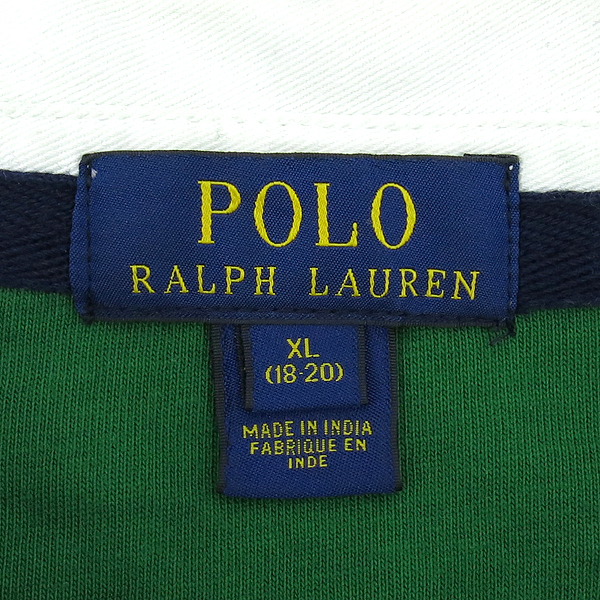 POLO
RALPH LAUREN
XL
(18-20)
MADE IN INDIA
FABRIQUE EN
INDE